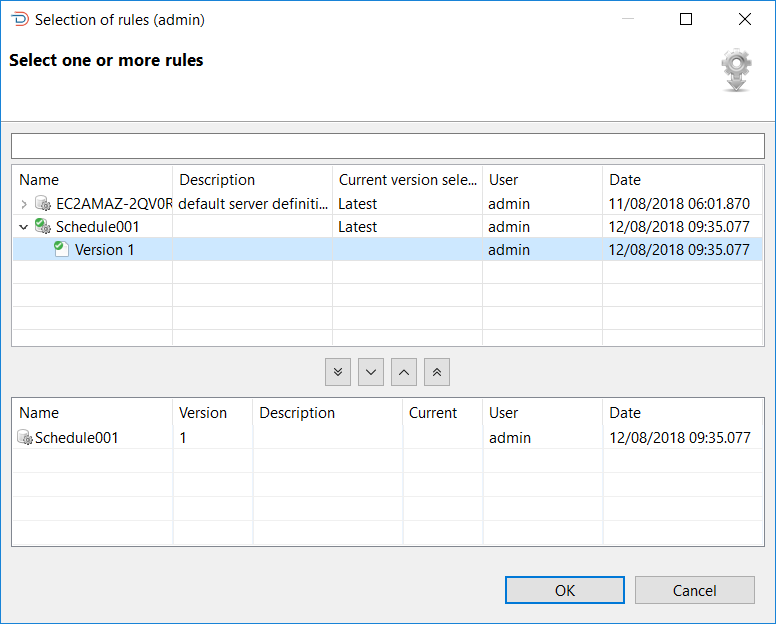 Selection of rules (admin)
Select one or more rules
Name Description Current version sele... User Date
EC2AMAZ-2QV0R default server definiti... Latest admin 11/08/2018 06:01.870
Schedule001 Latest admin 12/08/2018 09:35.077
Version 1 admin 12/08/2018 09:35.077
Name Version Description Current User Date
Schedule001 1 admin 12/08/2018 09:35.077
OK Cancel